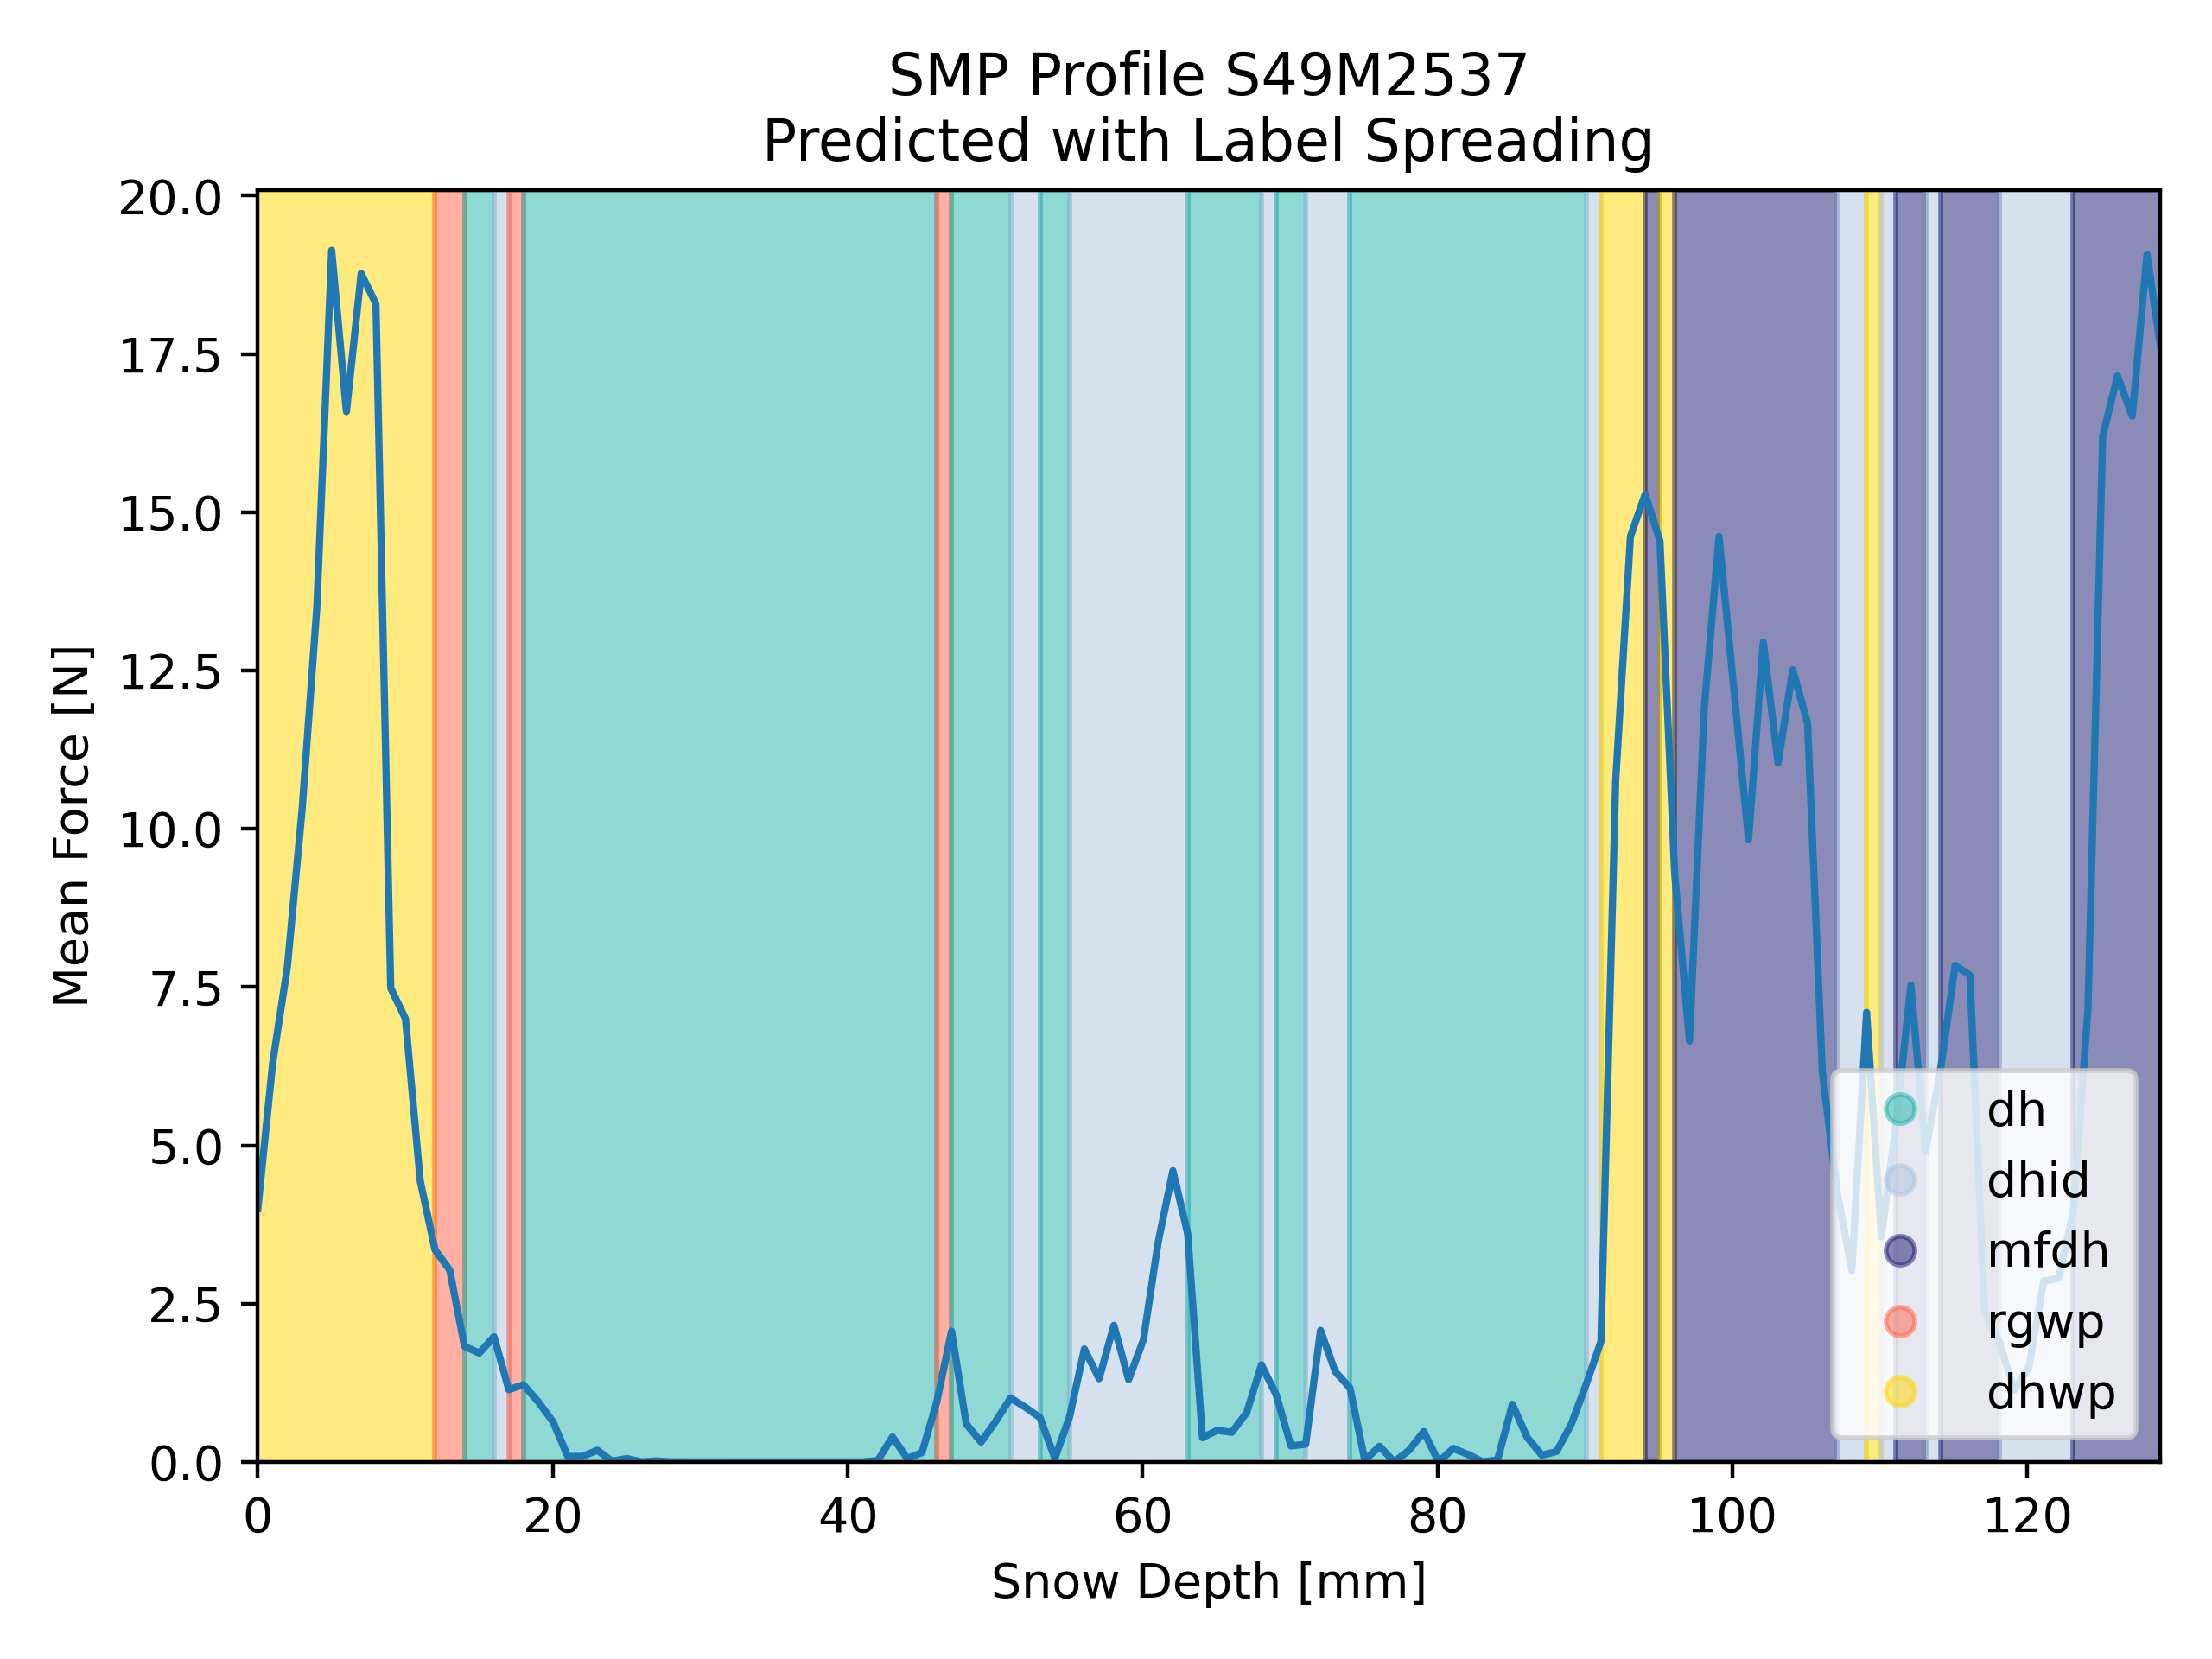 SMP Profile S49M2537
Predicted with Label Spreading
20.0
17.5
15.0
12.5
10.0
7.5
5.0
2.5
0.0
Mean Force [N]
dh
dhid
mfdh
rgwp
dhwp
0 20 40 60 80 100 120
Snow Depth [mm]